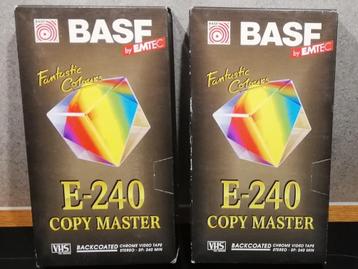 BASF
by EMTEC
Fantastic
Colours
E-240
COPY MASTER
VHS
BACKCOATED CHROME VIDEO TAPE
STEREO · SP: 240 MIN
BASF
by EMTEC
Fantastic
Colours
E-240
COPY MASTER
VHS
BACKCOATED CHROME VIDEO TAPE
STEREO · SP: 240 MIN